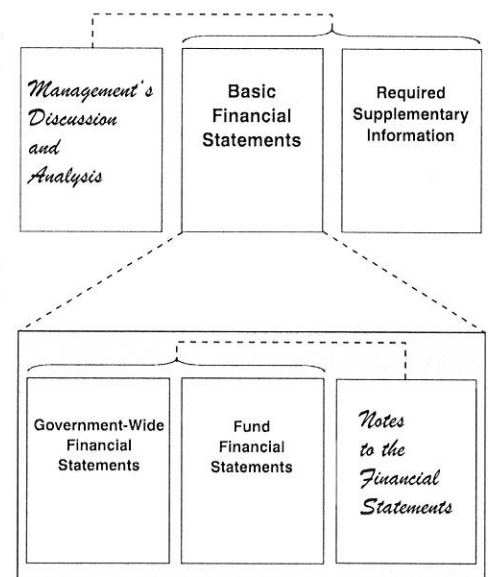 Management's
Discussion
and
Analysis
Basic
Financial
Statements
Required
Supplementary
Information
Government-Wide
Financial
Statements
Fund
Financial
Statements
Notes
to the
Financial
Statements